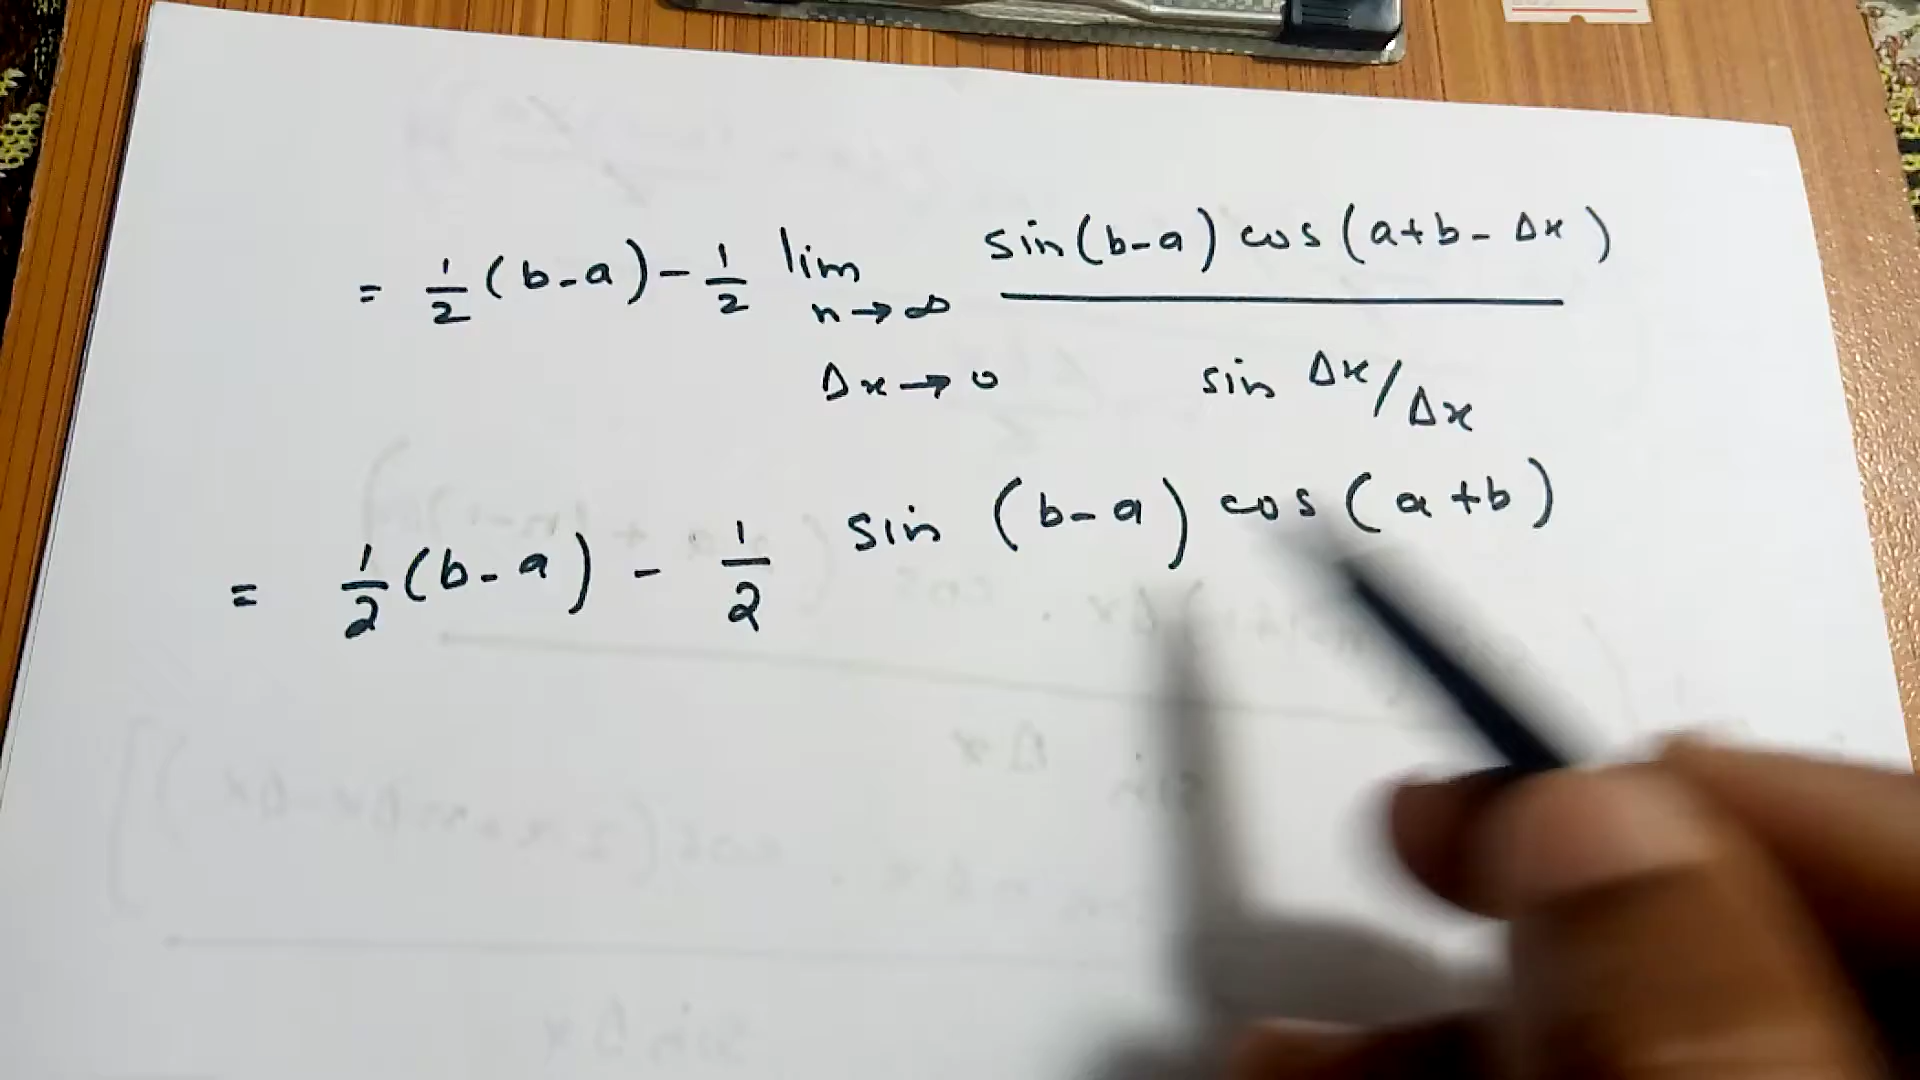 = 1/2 (b-a) - 1/2 lim n→∞ Δx→0 sin(b-a) cos(a+b-Δx) / sin Δx/Δx
= 1/2 (b-a) - 1/2 sin (b-a) cos (a+b)